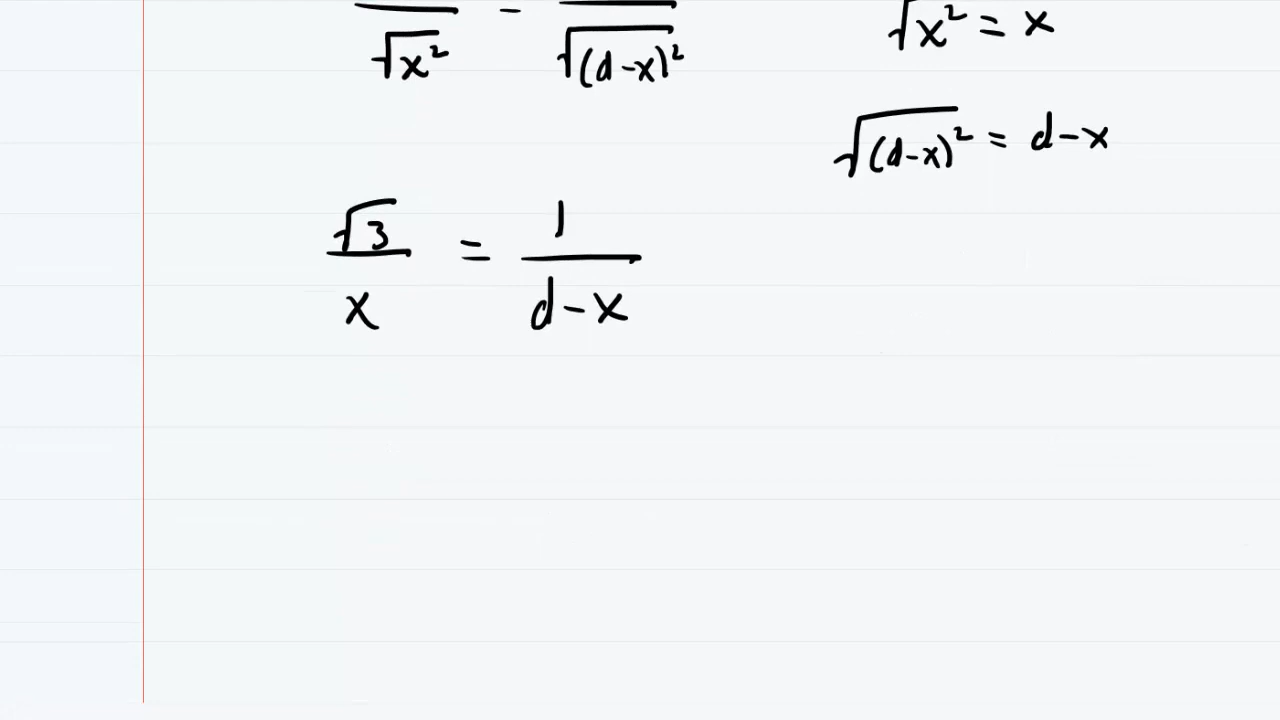 √x² = x
√x² = √(d-x)²
√(d-x)² = d-x
√3/x = 1/(d-x)